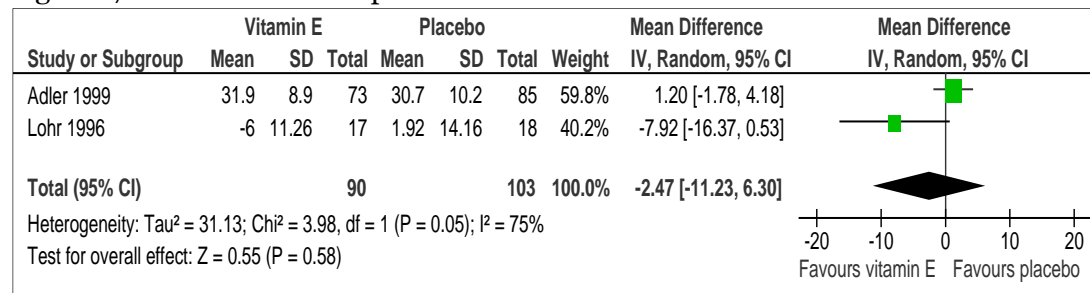 Vitamin E Placebo Mean Difference Mean Difference
Study or Subgroup Mean SD Total Mean SD Total Weight IV, Random, 95% CI IV, Random, 95% CI
Adler 1999 31.9 8.9 73 30.7 10.2 85 59.8% 1.20 [-1.78, 4.18]
Lohr 1996 -6 11.26 17 1.92 14.16 18 40.2% -7.92 [-16.37, 0.53]
Total (95% CI) 90 103 100.0% -2.47 [-11.23, 6.30]
Heterogeneity: Tau² = 31.13; Chi² = 3.98, df = 1 (P = 0.05); I² = 75%
Test for overall effect: Z = 0.55 (P = 0.58)
-20 -10 0 10 20
Favours vitamin E Favours placebo